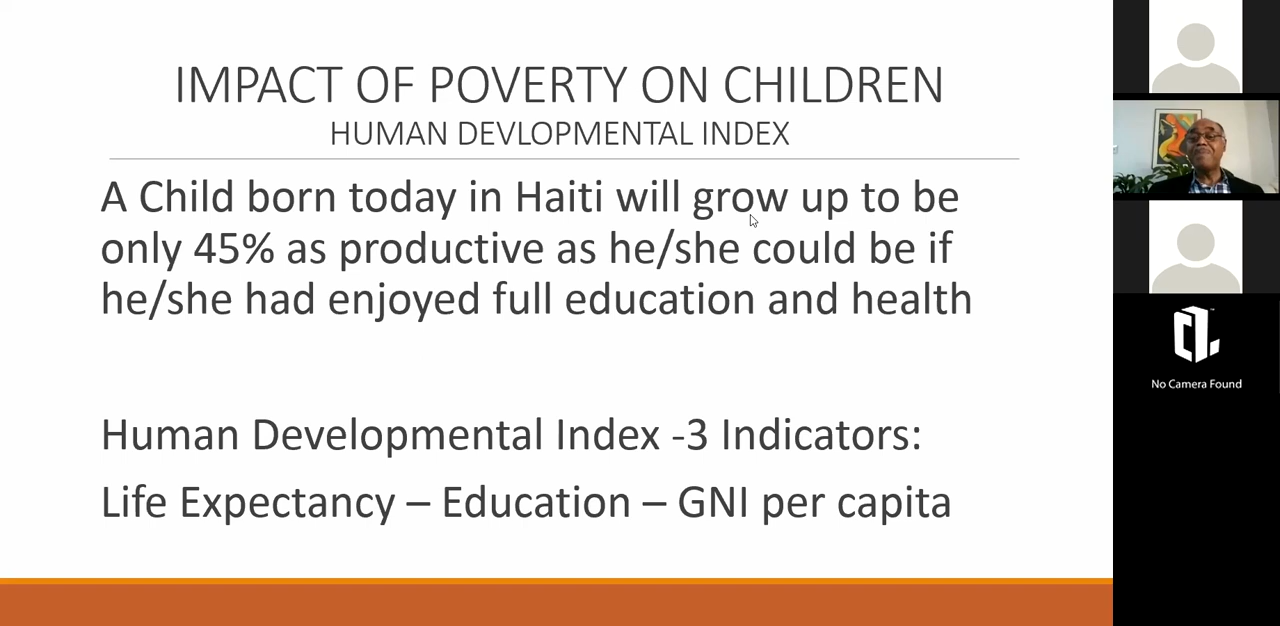 IMPACT OF POVERTY ON CHILDREN
HUMAN DEVLOPMENTAL INDEX
A Child born today in Haiti will grow up to be
only 45% as productive as he/she could be if
he/she had enjoyed full education and health
Human Developmental Index -3 Indicators:
Life Expectancy – Education – GNI per capita
No Camera Found